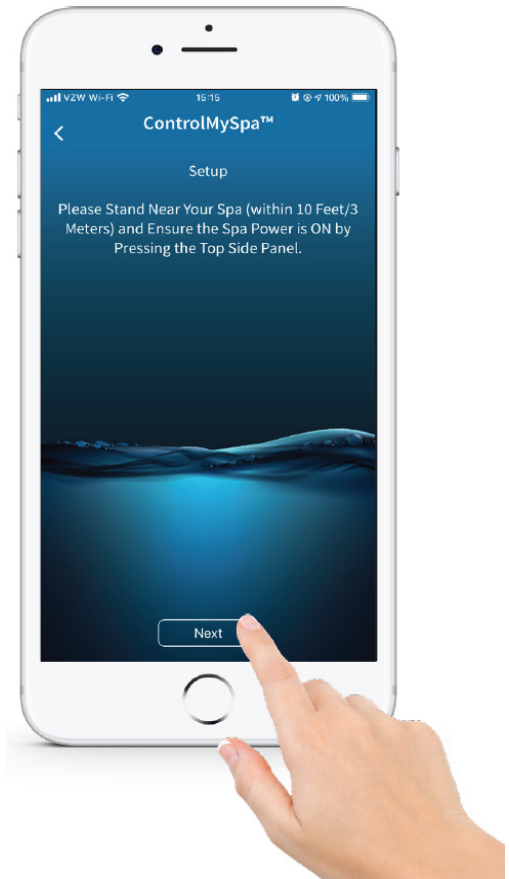 VZW Wi-Fi 15:15 100%
ControlMySpa™
Setup
Please Stand Near Your Spa (within 10 Feet/3
Meters) and Ensure the Spa Power is ON by
Pressing the Top Side Panel.
Next